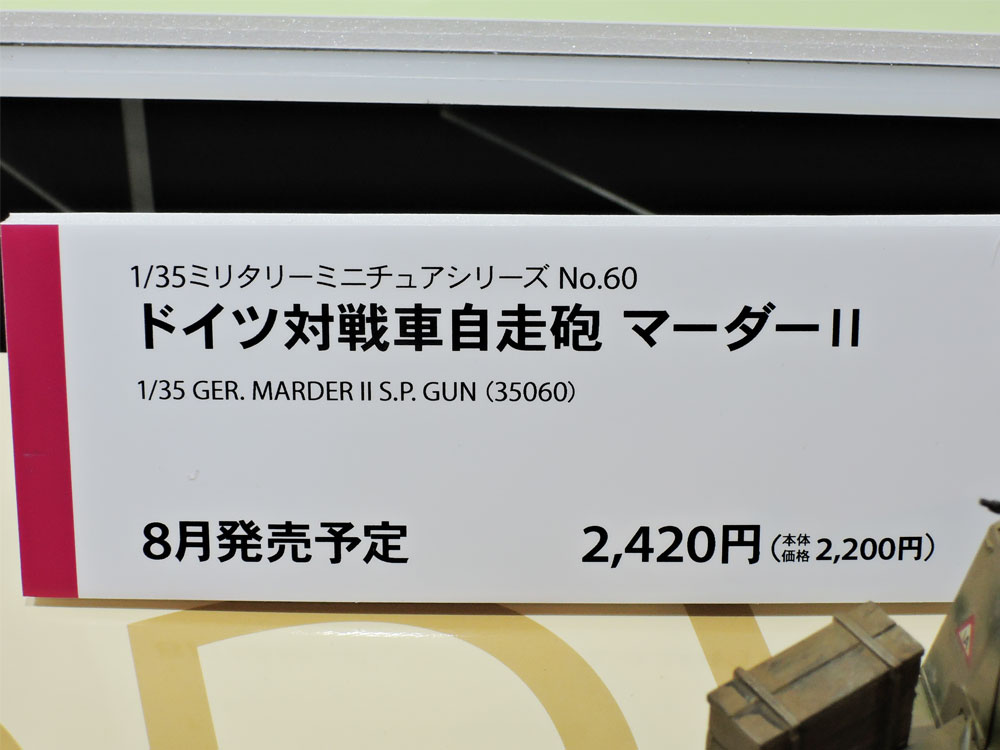 1/35ミリタリーミニチュアシリーズ No.60
ドイツ対戦車自走砲 マーダーII
1/35 GER. MARDER II S.P. GUN (35060)
8月発売予定
2,420円(本体価格 2,200円)